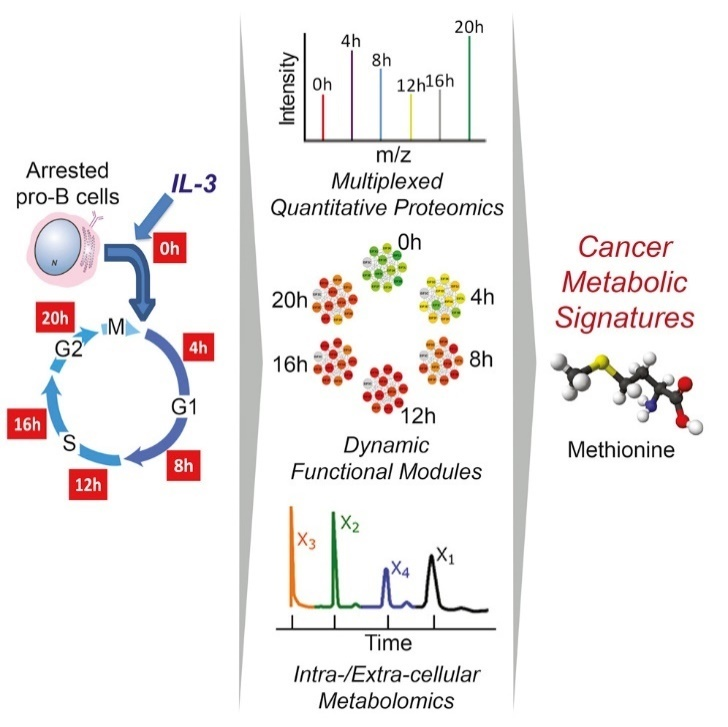 Arrested
pro-B cells
IL-3
N
0h
20h
M
4h
G2
G1
16h
S
8h
12h
Intensity
0h
4h
8h
12h
16h
20h
m/z
Multiplexed
Quantitative Proteomics
0h
20h
4h
16h
8h
12h
Dynamic
Functional Modules
X3
X2
X4
X1
Time
Intra-/Extra-cellular
Metabolomics
Cancer
Metabolic
Signatures
Methionine